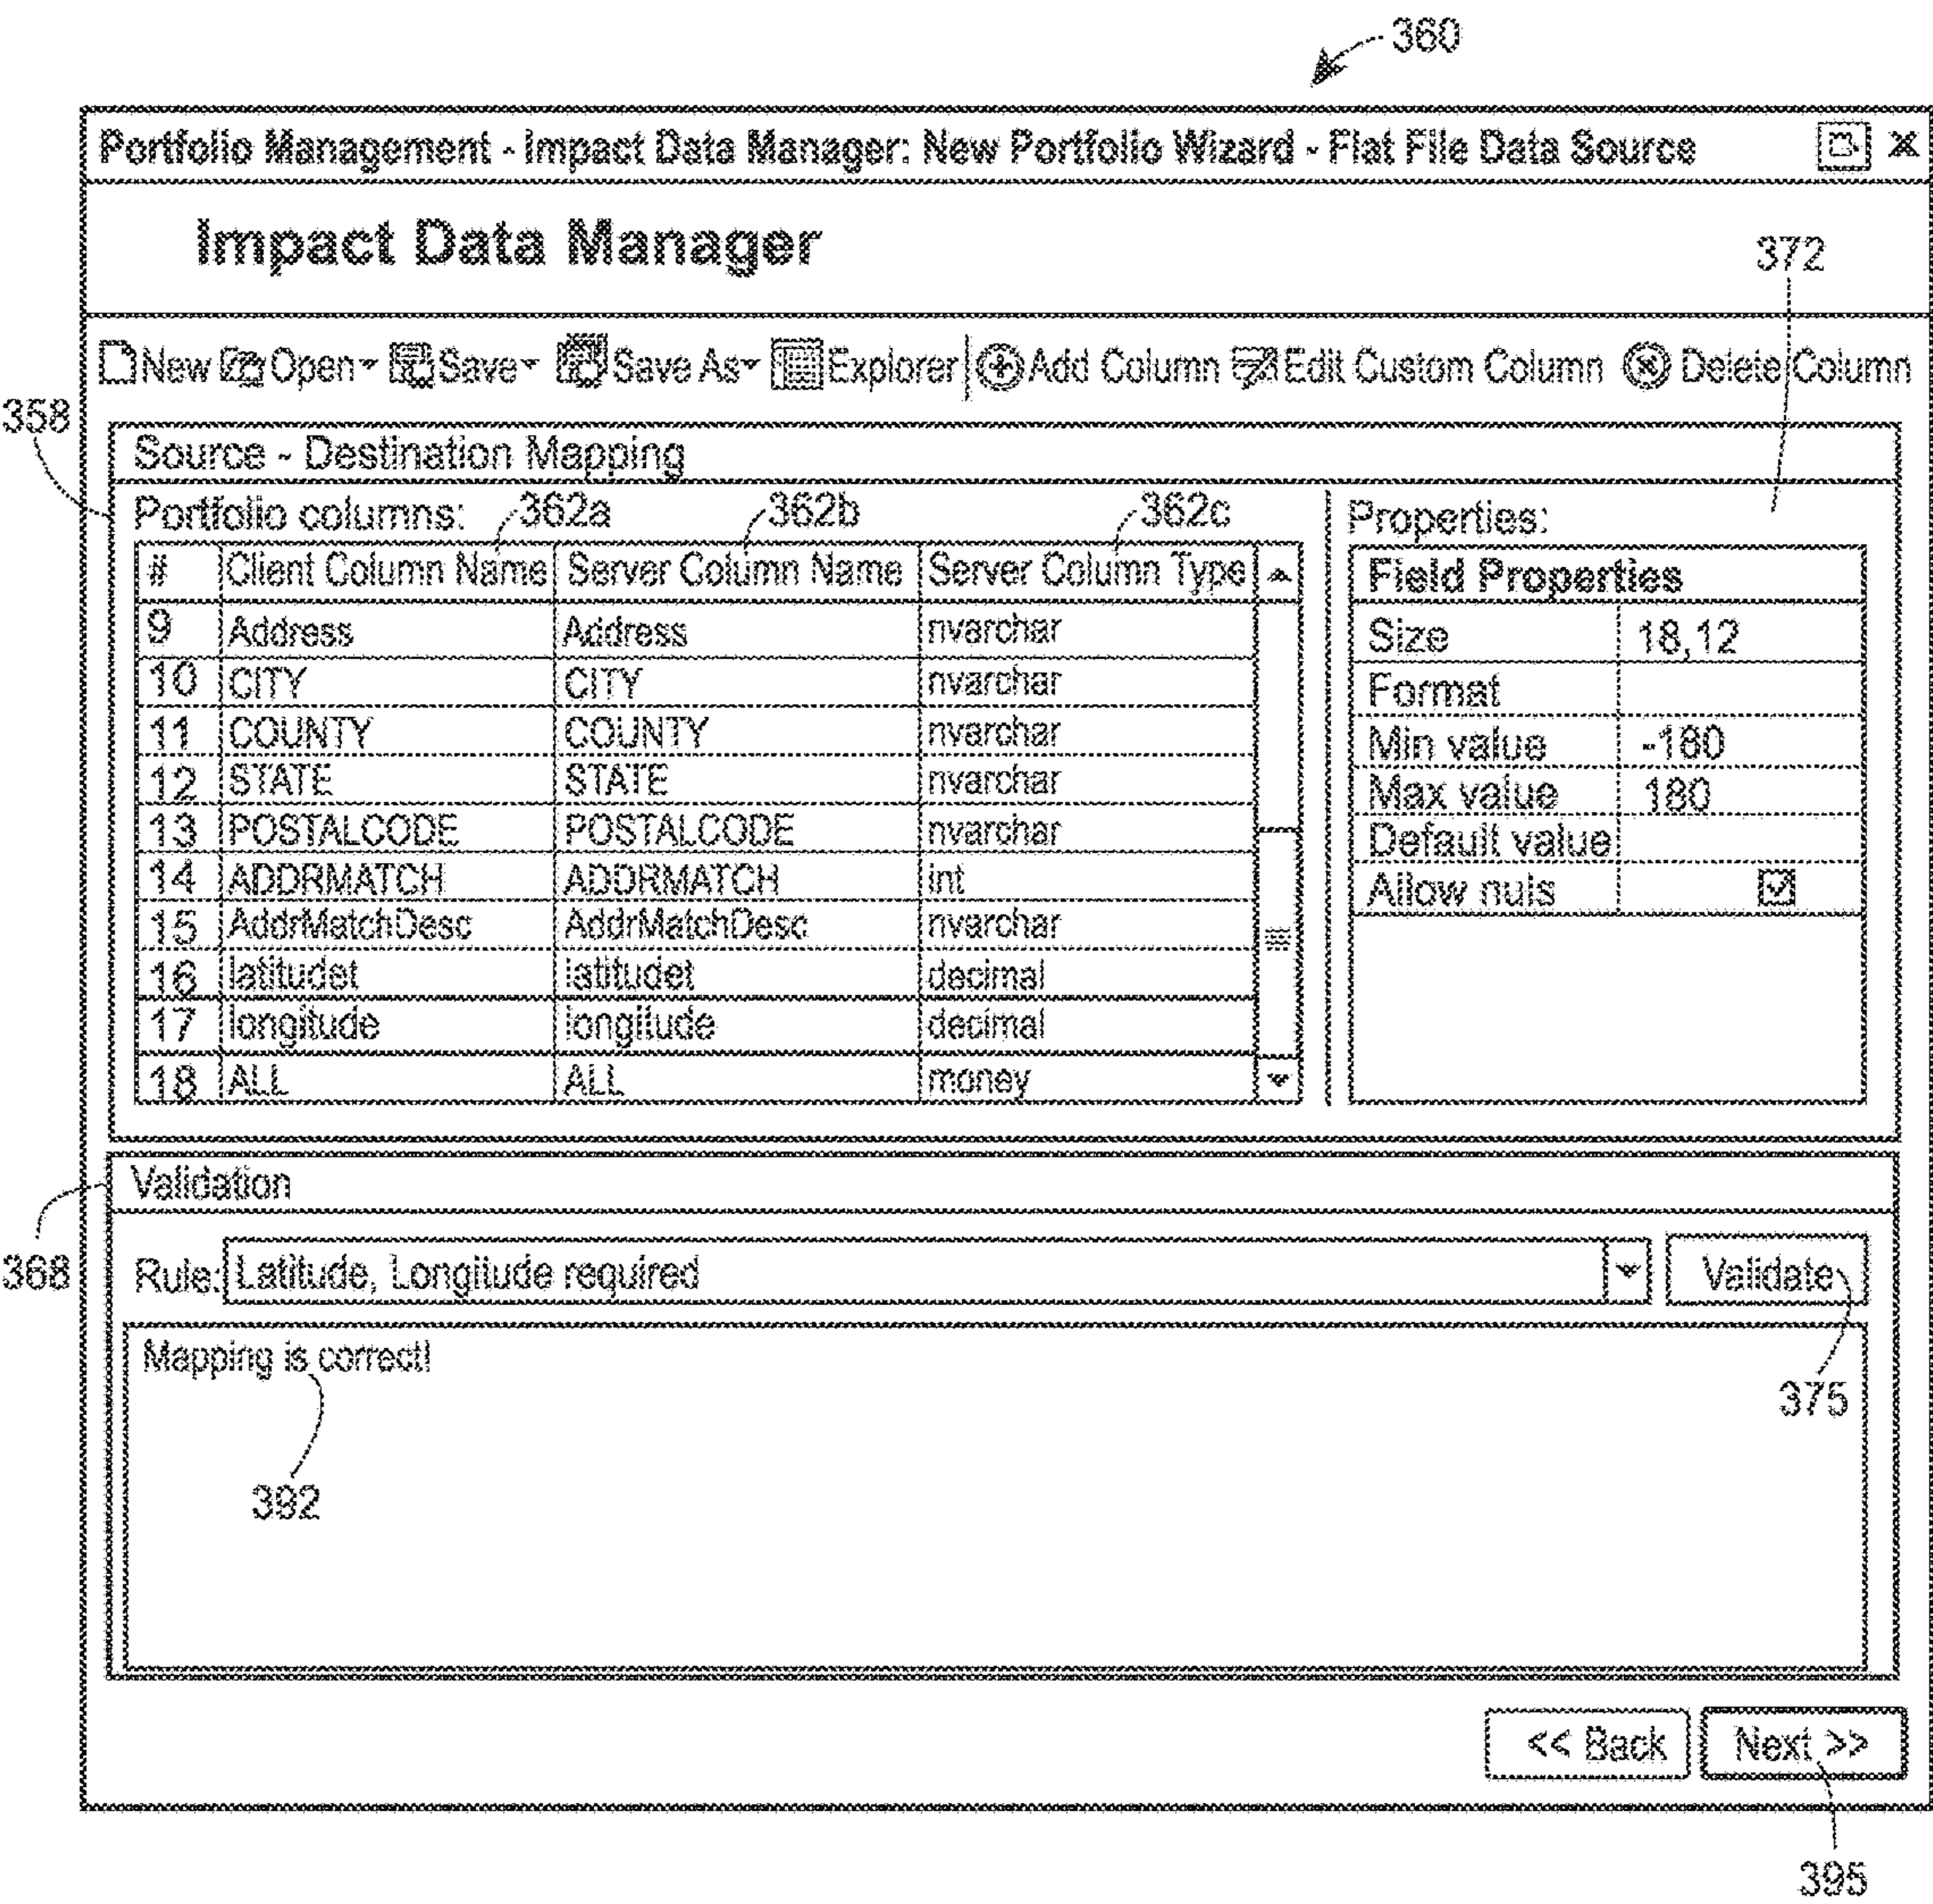 360
Portfolio Management - Impact Data Manager: New Portfolio Wizard - Flat File Data Source X
Impact Data Manager
372
New Open Save Save As Explorer Add Column Edit Custom Column Delete Column
358
Source - Destination Mapping
Portfolio columns: 362a 362b 362c Properties:
# Client Column Name Server Column Name Server Column Type Field Properties
9 Address Address nvarchar Size 18,12
10 CITY CITY nvarchar Format
11 COUNTY COUNTY nvarchar Min value -180
12 STATE STATE nvarchar Max value 180
13 POSTALCODE POSTALCODE nvarchar Default value
14 ADDRMATCH ADDRMATCH int Allow nuls
15 AddrMatchDesc AddrMatchDesc nvarchar
16 latitudet latitudet decimal
17 longitude longitude decimal
18 ALL ALL money
Validation
368
Rule: Latitude, Longitude required Validate
Mapping is correct!
375
392
<< Back Next >>
395